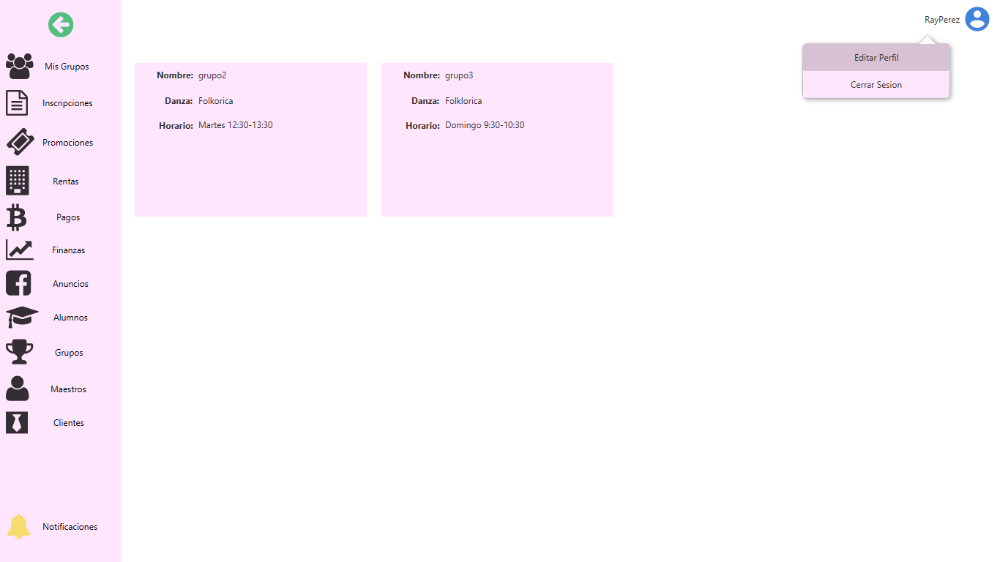 RayPerez
Editar Perfil
Cerrar Sesion
Mis Grupos
Inscripciones
Promociones
Rentas
Pagos
Finanzas
Anuncios
Alumnos
Grupos
Maestros
Clientes
Notificaciones
Nombre: grupo2
Danza: Folkorica
Horario: Martes 12:30-13:30
Nombre: grupo3
Danza: Folklorica
Horario: Domingo 9:30-10:30